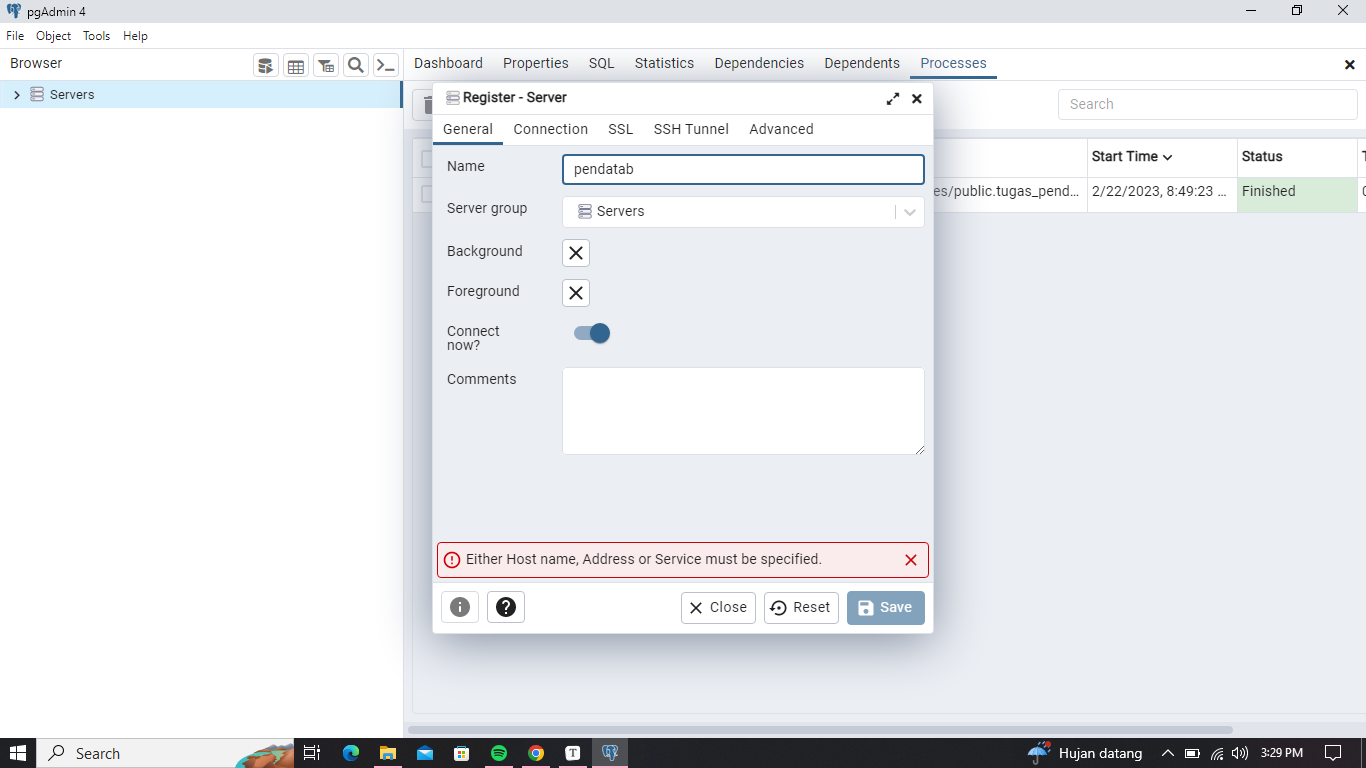 pgAdmin 4
File Object Tools Help
Browser
Dashboard Properties SQL Statistics Dependencies Dependents Processes
Servers
Register - Server
Search
General Connection SSL SSH Tunnel Advanced
Name pendatab
Start Time Status
es/public.tugas_pend... 2/22/2023, 8:49:23 ... Finished
Server group Servers
Background
Foreground
Connect
now?
Comments
Either Host name, Address or Service must be specified.
Close Reset Save
Search
Hujan datang 3:29 PM